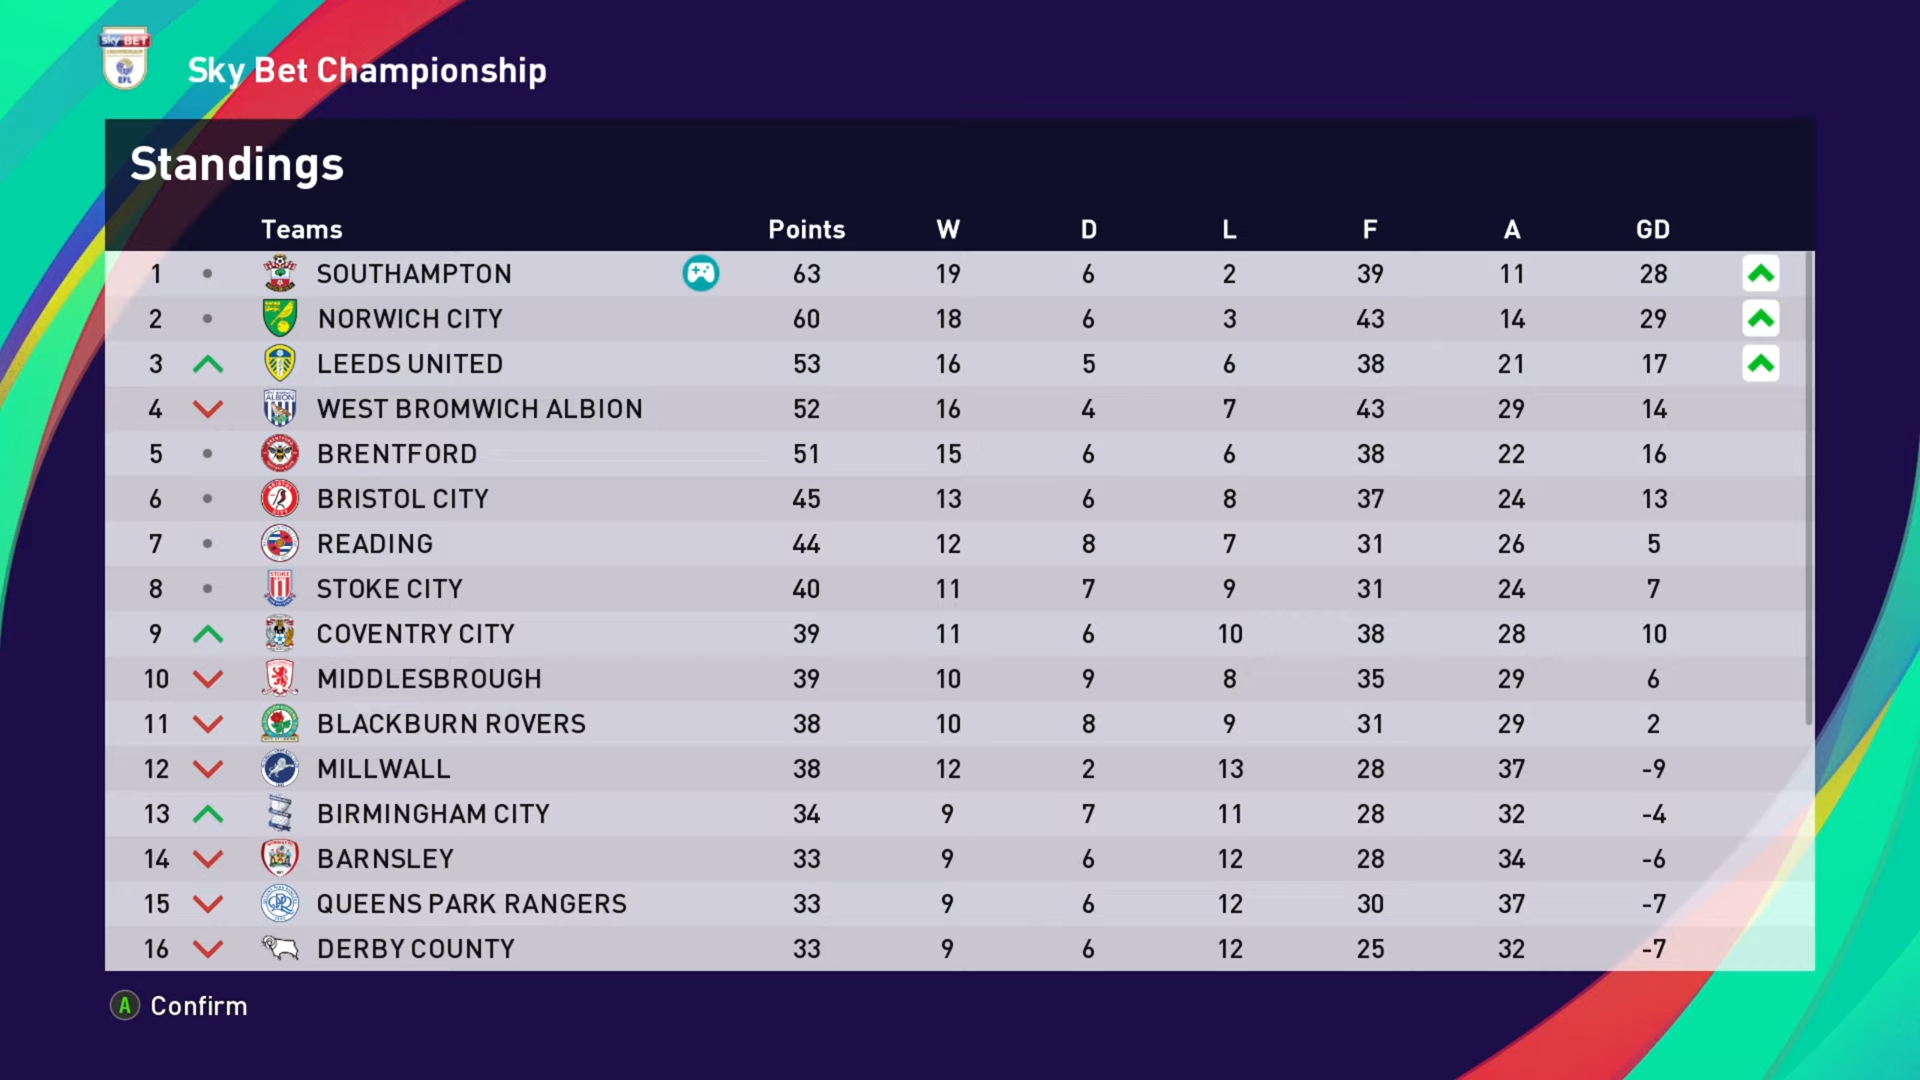 sky BET
EFL
Sky Bet Championship
Standings
Teams Points W D L F A GD
1 SOUTHAMPTON 63 19 6 2 39 11 28
2 NORWICH CITY 60 18 6 3 43 14 29
3 LEEDS UNITED 53 16 5 6 38 21 17
4 WEST BROMWICH ALBION 52 16 4 7 43 29 14
5 BRENTFORD 51 15 6 6 38 22 16
6 BRISTOL CITY 45 13 6 8 37 24 13
7 READING 44 12 8 7 31 26 5
8 STOKE CITY 40 11 7 9 31 24 7
9 COVENTRY CITY 39 11 6 10 38 28 10
10 MIDDLESBROUGH 39 10 9 8 35 29 6
11 BLACKBURN ROVERS 38 10 8 9 31 29 2
12 MILLWALL 38 12 2 13 28 37 -9
13 BIRMINGHAM CITY 34 9 7 11 28 32 -4
14 BARNSLEY 33 9 6 12 28 34 -6
15 QUEENS PARK RANGERS 33 9 6 12 30 37 -7
16 DERBY COUNTY 33 9 6 12 25 32 -7
A Confirm